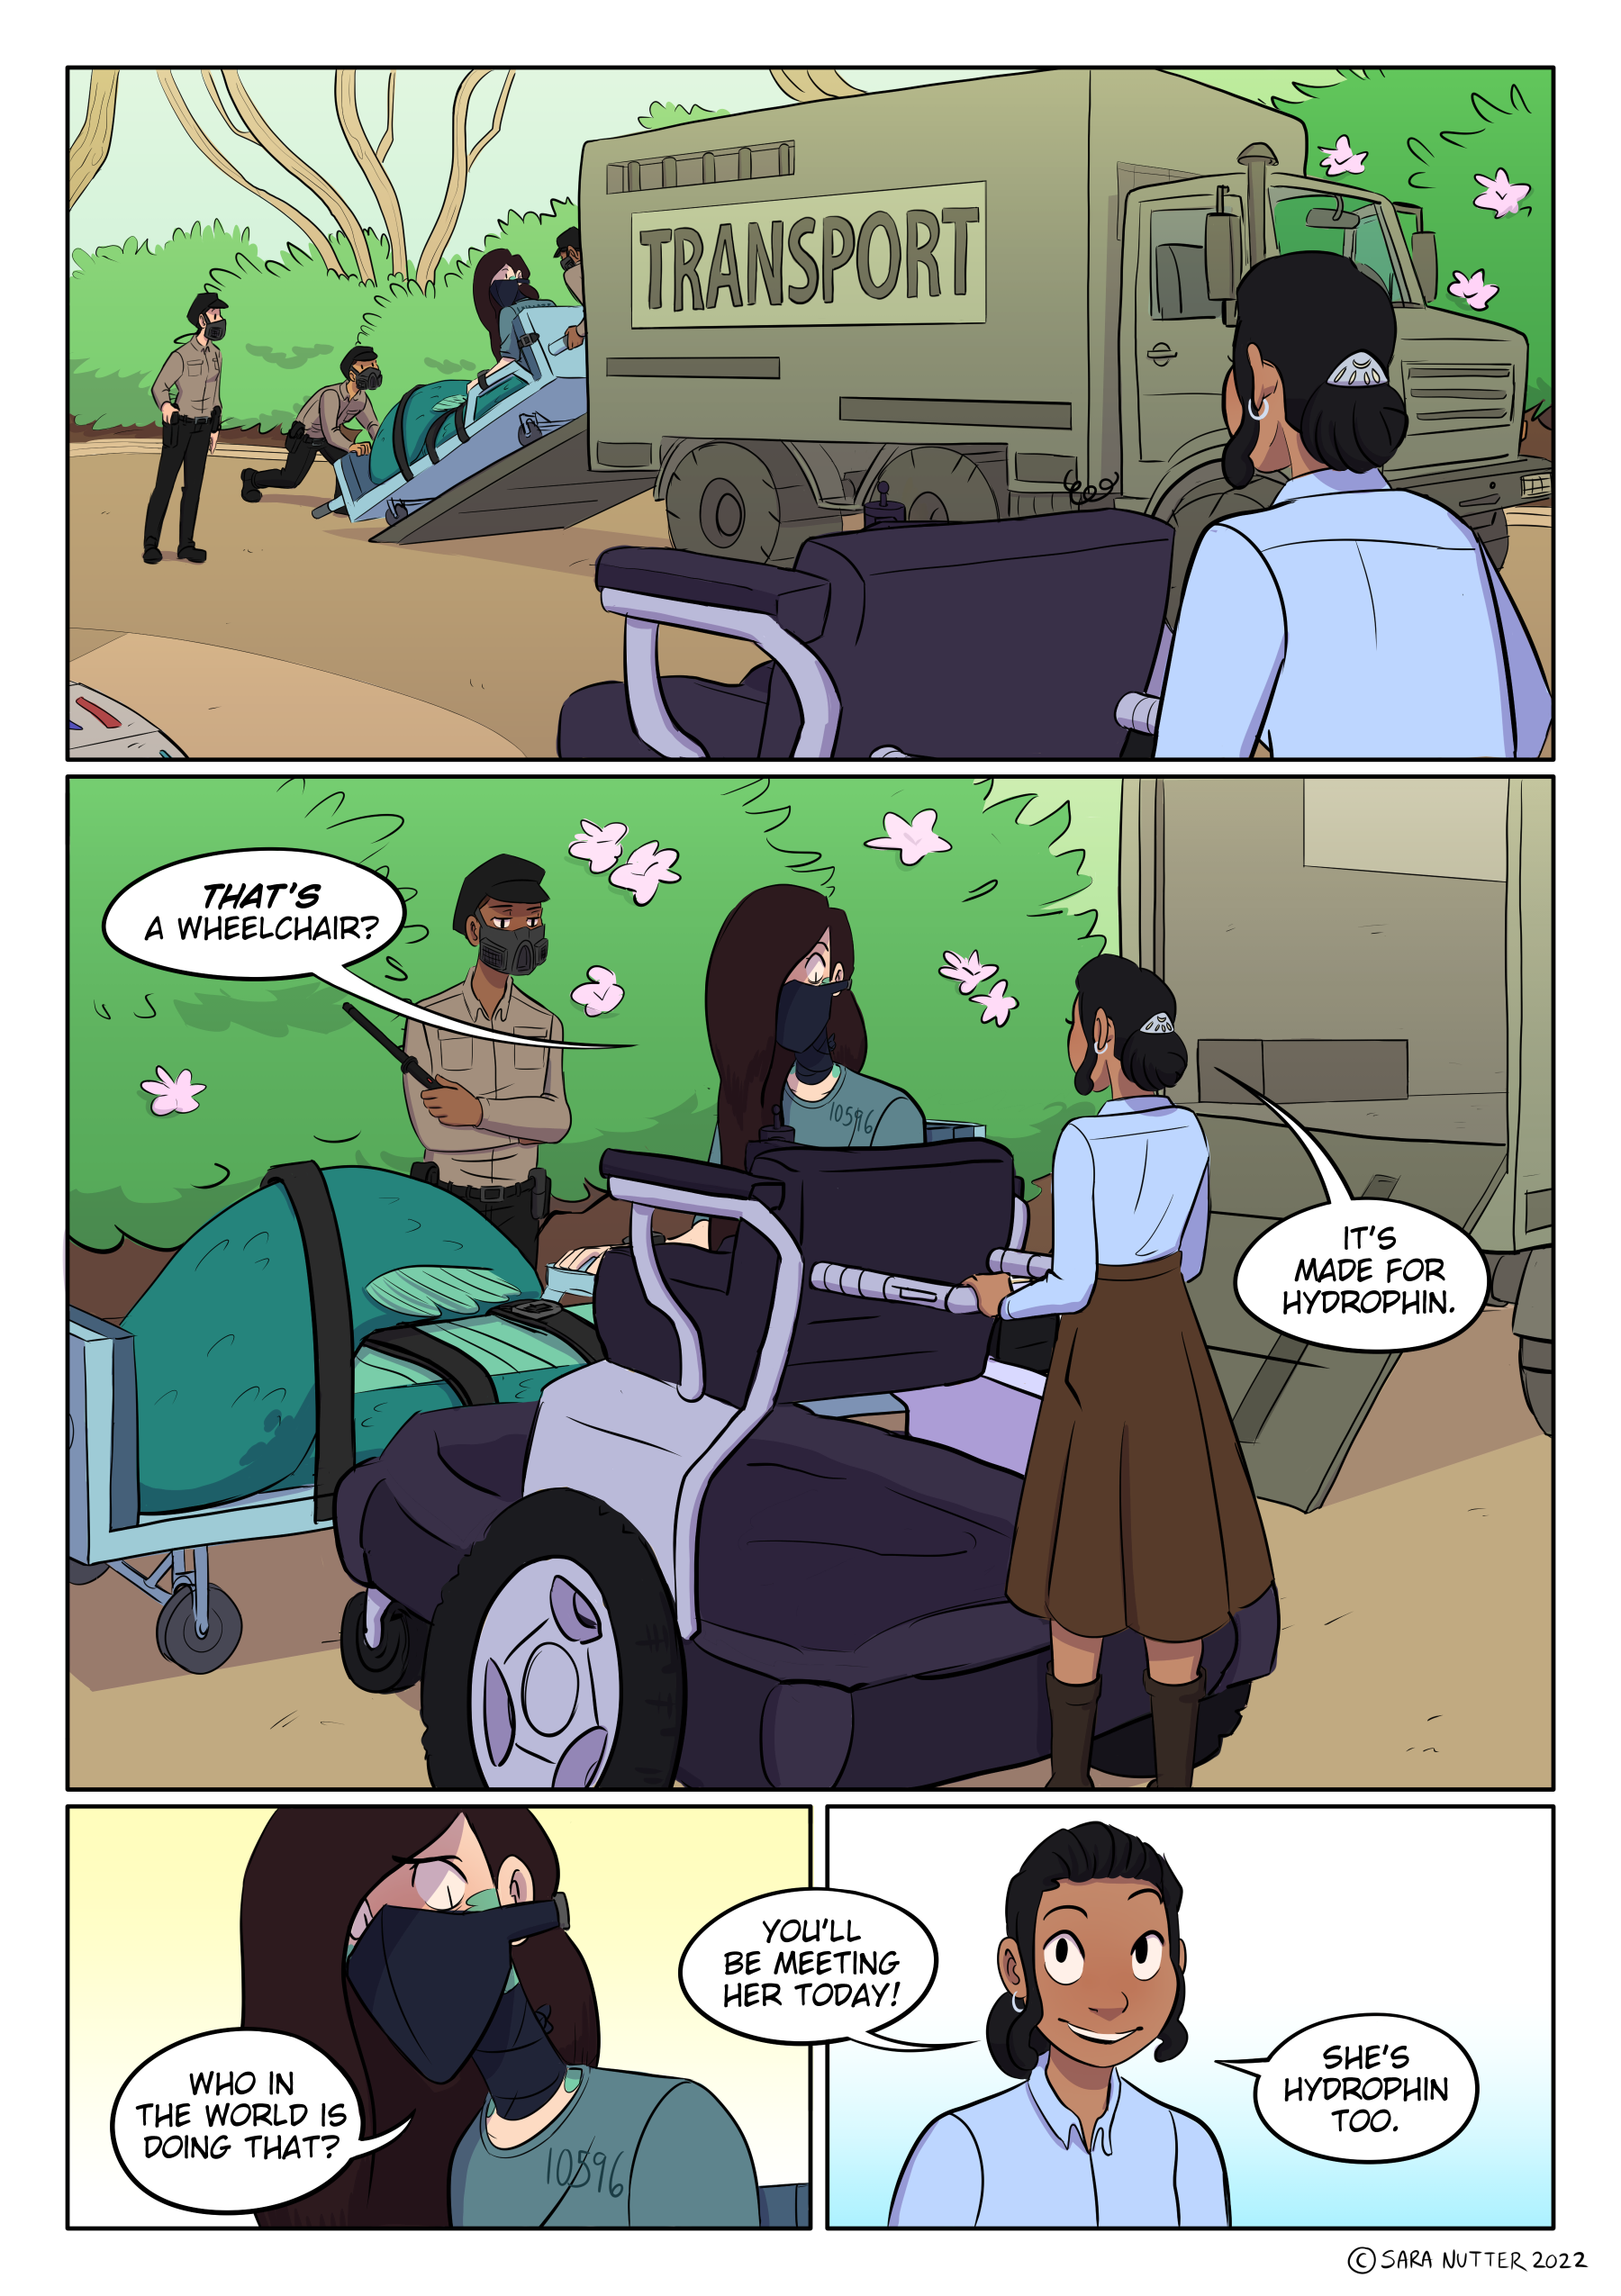 TRANSPORT
THAT'S
A WHEELCHAIR?
10596
IT'S
MADE FOR
HYDROPHIN.
WHO IN
THE WORLD IS
DOING THAT?
10596
YOU'LL
BE MEETING
HER TODAY!
SHE'S
HYDROPHIN
TOO.
© SARA NUTTER 2022